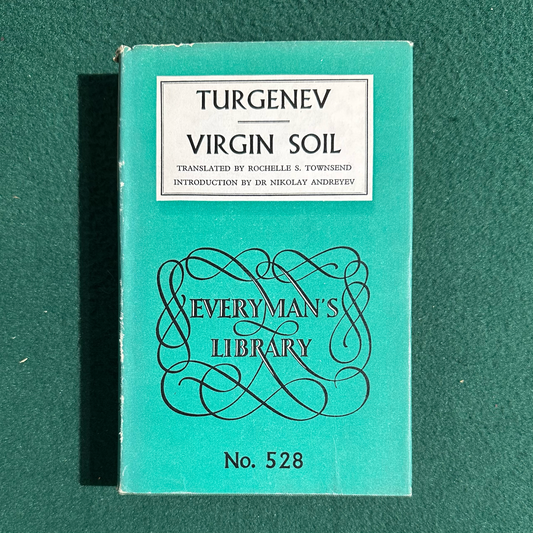 TURGENEV
VIRGIN SOIL
TRANSLATED BY ROCHELLE S. TOWNSEND
INTRODUCTION BY DR NIKOLAY ANDREYEV
EVERYMAN'S
LIBRARY
No. 528